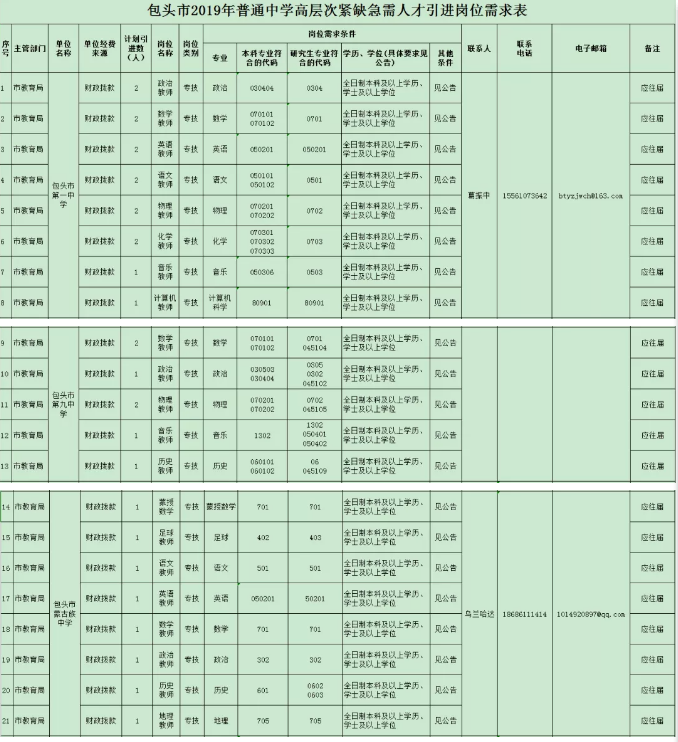 包头市2019年普通中学高层次紧缺急需人才引进岗位需求表
序号 主管部门 单位名称 单位经费来源 计划引进数(人) 岗位名称 岗位类别 岗位需求条件 联系人 联系电话 电子邮箱 备注
专业 本科专业符合的代码 研究生专业符合的代码 学历、学位(具体要求见公告) 其他条件
1 市教育局 包头市第一中学 财政拨款 2 政治教师 专技 政治 030404 0304 全日制本科及以上学历、学士及以上学位 见公告 葛振中 15561073642 btyzjwch@163.com 应往届
2 市教育局 财政拨款 2 数学教师 专技 数学 070101 070102 0701 全日制本科及以上学历、学士及以上学位 见公告 应往届
3 市教育局 财政拨款 2 英语教师 专技 英语 050201 050201 全日制本科及以上学历、学士及以上学位 见公告 应往届
4 市教育局 财政拨款 2 语文教师 专技 语文 050101 050102 0501 全日制本科及以上学历、学士及以上学位 见公告 应往届
5 市教育局 财政拨款 2 物理教师 专技 物理 070201 070202 0702 全日制本科及以上学历、学士及以上学位 见公告 应往届
6 市教育局 财政拨款 2 化学教师 专技 化学 070301 070302 070303 0703 全日制本科及以上学历、学士及以上学位 见公告 应往届
7 市教育局 财政拨款 1 音乐教师 专技 音乐 050306 0503 全日制本科及以上学历、学士及以上学位 见公告 应往届
8 市教育局 财政拨款 1 计算机教师 专技 计算机科学 80901 80901 全日制本科及以上学历、学士及以上学位 见公告 应往届
9 市教育局 包头市第九中学 财政拨款 2 数学教师 专技 数学 070101 070102 0701 045104 全日制本科及以上学历、学士及以上学位 见公告 应往届
10 市教育局 财政拨款 1 政治教师 专技 政治 030503 030404 0305 0302 045102 全日制本科及以上学历、学士及以上学位 见公告 应往届
11 市教育局 财政拨款 2 物理教师 专技 物理 070201 070202 0702 045105 全日制本科及以上学历、学士及以上学位 见公告 应往届
12 市教育局 财政拨款 1 音乐教师 专技 音乐 1302 1302 050401 050402 全日制本科及以上学历、学士及以上学位 见公告 应往届
13 市教育局 财政拨款 1 历史教师 专技 历史 060101 060102 06 045109 全日制本科及以上学历、学士及以上学位 见公告 应往届
14 市教育局 包头市蒙古族中学 财政拨款 1 蒙授数学 专技 蒙授数学 701 701 全日制本科及以上学历、学士及以上学位 见公告 乌兰哈达 18686111414 1014920897@qq.com 应往届
15 市教育局 财政拨款 1 足球教师 专技 足球 402 403 全日制本科及以上学历、学士及以上学位 见公告 应往届
16 市教育局 财政拨款 1 语文教师 专技 语文 501 501 全日制本科及以上学历、学士及以上学位 见公告 应往届
17 市教育局 财政拨款 1 英语教师 专技 英语 050201 50201 全日制本科及以上学历、学士及以上学位 见公告 应往届
18 市教育局 财政拨款 1 数学教师 专技 数学 701 701 全日制本科及以上学历、学士及以上学位 见公告 应往届
19 市教育局 财政拨款 1 政治教师 专技 政治 302 302 全日制本科及以上学历、学士及以上学位 见公告 应往届
20 市教育局 财政拨款 1 历史教师 专技 历史 601 0602 0603 全日制本科及以上学历、学士及以上学位 见公告 应往届
21 市教育局 财政拨款 1 地理教师 专技 地理 705 705 全日制本科及以上学历、学士及以上学位 见公告 应往届